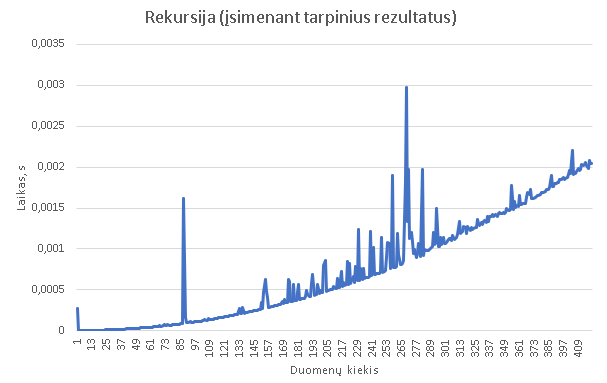 Rekursija (įsimenant tarpinius rezultatus)
0,0035
0,003
0,0025
0,002
0,0015
0,001
0,0005
0
Laikas, s
1 13 25 37 49 61 73 85 97 109 121 133 145 157 169 181 193 205 217 229 241 253 265 277 289 301 313 325 337 349 361 373 385 397 409
Duomenų kiekis